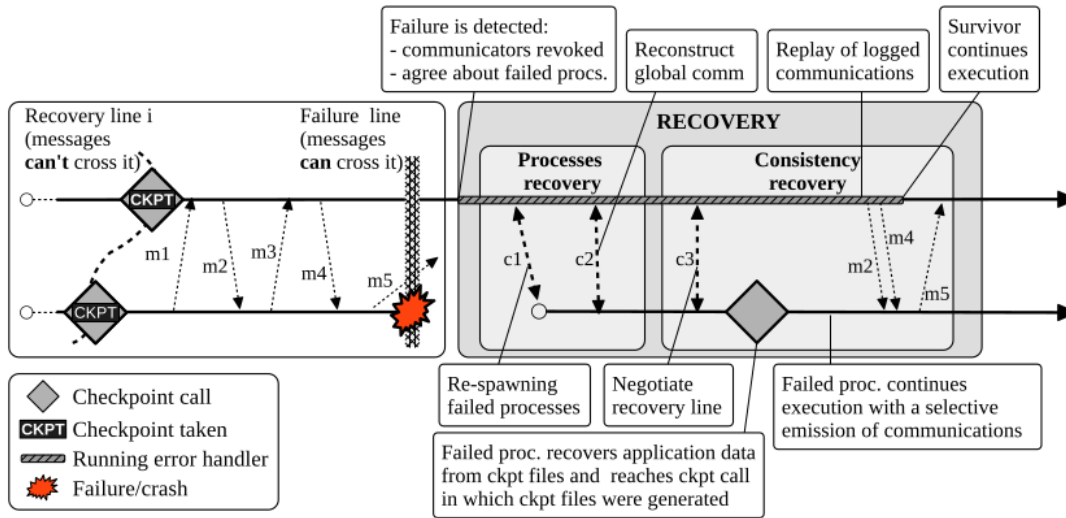 Failure is detected:
- communicators revoked
- agree about failed procs.
Reconstruct
global comm
Replay of logged
communications
Survivor
continues
execution
Recovery line i
(messages
can't cross it)
Failure line
(messages
can cross it)
RECOVERY
Processes
recovery
Consistency
recovery
CKPT
CKPT
m1
m2
m3
m4
m5
c1
c2
c3
m2
m4
m5
Checkpoint call
CKPT Checkpoint taken
Running error handler
Failure/crash
Re-spawning
failed processes
Negotiate
recovery line
Failed proc. continues
execution with a selective
emission of communications
Failed proc. recovers application data
from ckpt files and reaches ckpt call
in which ckpt files were generated